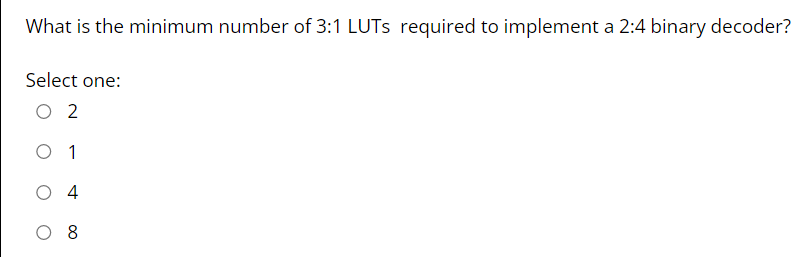 What is the minimum number of 3:1 LUTs required to implement a 2:4 binary decoder?
Select one:
2
1
4
8